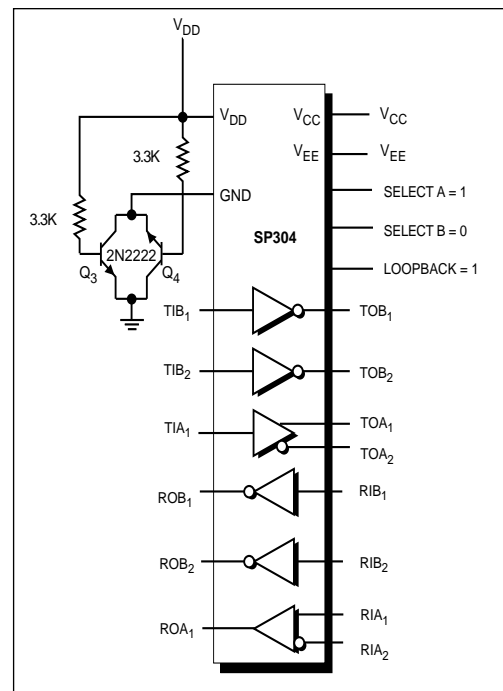 V_DD
V_DD V_CC V_CC
3.3K V_EE V_EE
GND SELECT A = 1
3.3K
SP304 SELECT B = 0
2N2222
Q_3 Q_4 LOOPBACK = 1
TIB_1 TOB_1
TIB_2 TOB_2
TIA_1 TOA_1
TOA_2
ROB_1 RIB_1
ROB_2 RIB_2
ROA_1 RIA_1
RIA_2